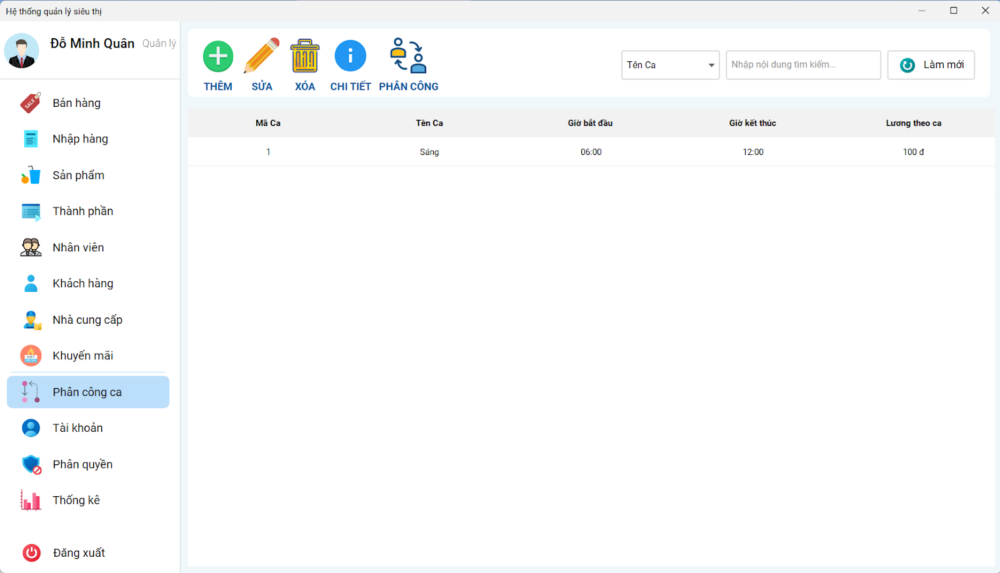 Hệ thống quản lý siêu thị
Đỗ Minh Quân Quản lý
SALE Bán hàng
Nhập hàng
Sản phẩm
Thành phần
Nhân viên
Khách hàng
Nhà cung cấp
HOT PRICE Khuyến mãi
Phân công ca
Tài khoản
Phân quyền
Thống kê
Đăng xuất
THÊM SỬA XÓA CHI TIẾT PHÂN CÔNG
Tên Ca Nhập nội dung tìm kiếm... Làm mới
Mã Ca Tên Ca Giờ bắt đầu Giờ kết thúc Lương theo ca
1 Sáng 06:00 12:00 100 đ